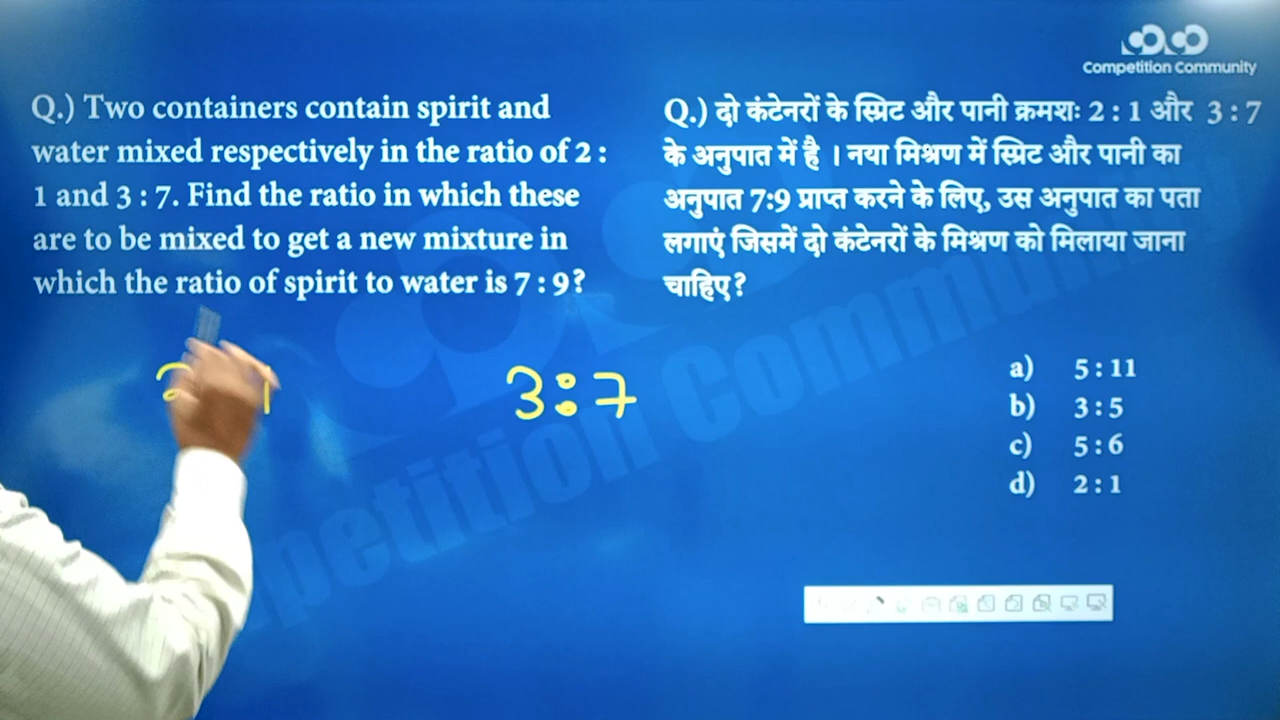 Competition Community
Q.) Two containers contain spirit and
water mixed respectively in the ratio of 2 :
1 and 3 : 7. Find the ratio in which these
are to be mixed to get a new mixture in
which the ratio of spirit to water is 7 : 9?
Q.) दो कंटेनरों के स्प्रिट और पानी क्रमशः 2 : 1 और 3 : 7
के अनुपात में है । नया मिश्रण में स्प्रिट और पानी का
अनुपात 7:9 प्राप्त करने के लिए, उस अनुपात का पता
लगाएं जिसमें दो कंटेनरों के मिश्रण को मिलाया जाना
चाहिए?
3:7
a) 5 : 11
b) 3 : 5
c) 5 : 6
d) 2 : 1